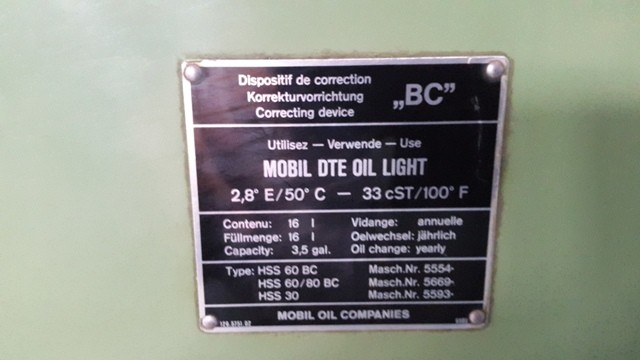 Dispositif de correction
Korrekturvorrichtung „BC”
Correcting device
Utilisez — Verwende — Use
MOBIL DTE OIL LIGHT
2,8° E/50° C — 33 cST/100° F
Contenu: 16 l Vidange: annuelle
Füllmenge: 16 l Oelwechsel: jährlich
Capacity: 3,5 gal. Oil change: yearly
Type: HSS 60 BC Masch.Nr. 5554-
HSS 60/80 BC Masch.Nr. 5669-
HSS 30 Masch.Nr. 5593-
MOBIL OIL COMPANIES